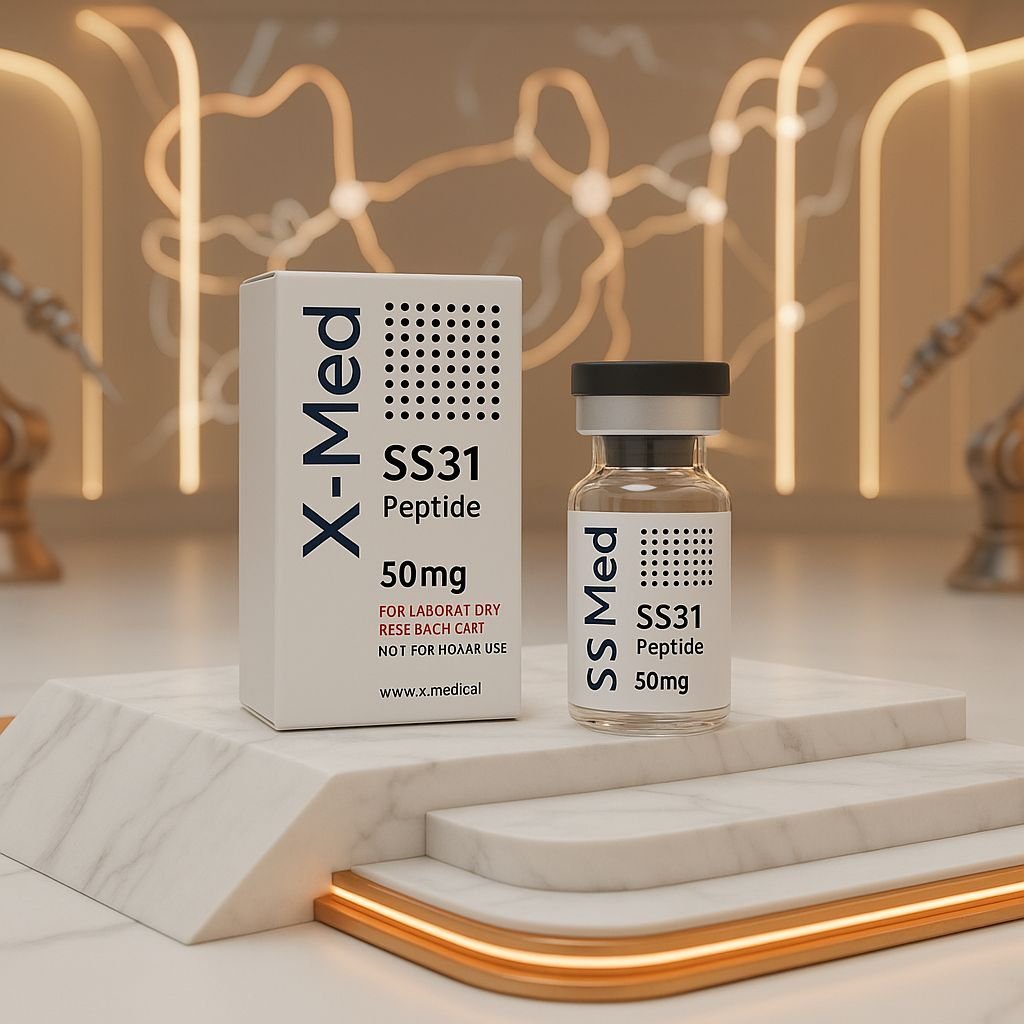 X-Med
SS31
Peptide
50mg
FOR LABORAT DRY
RESE BACH CART
NOT FOR HOΛAR USE
www.x.medical
SS Med
SS31
Peptide
50mg